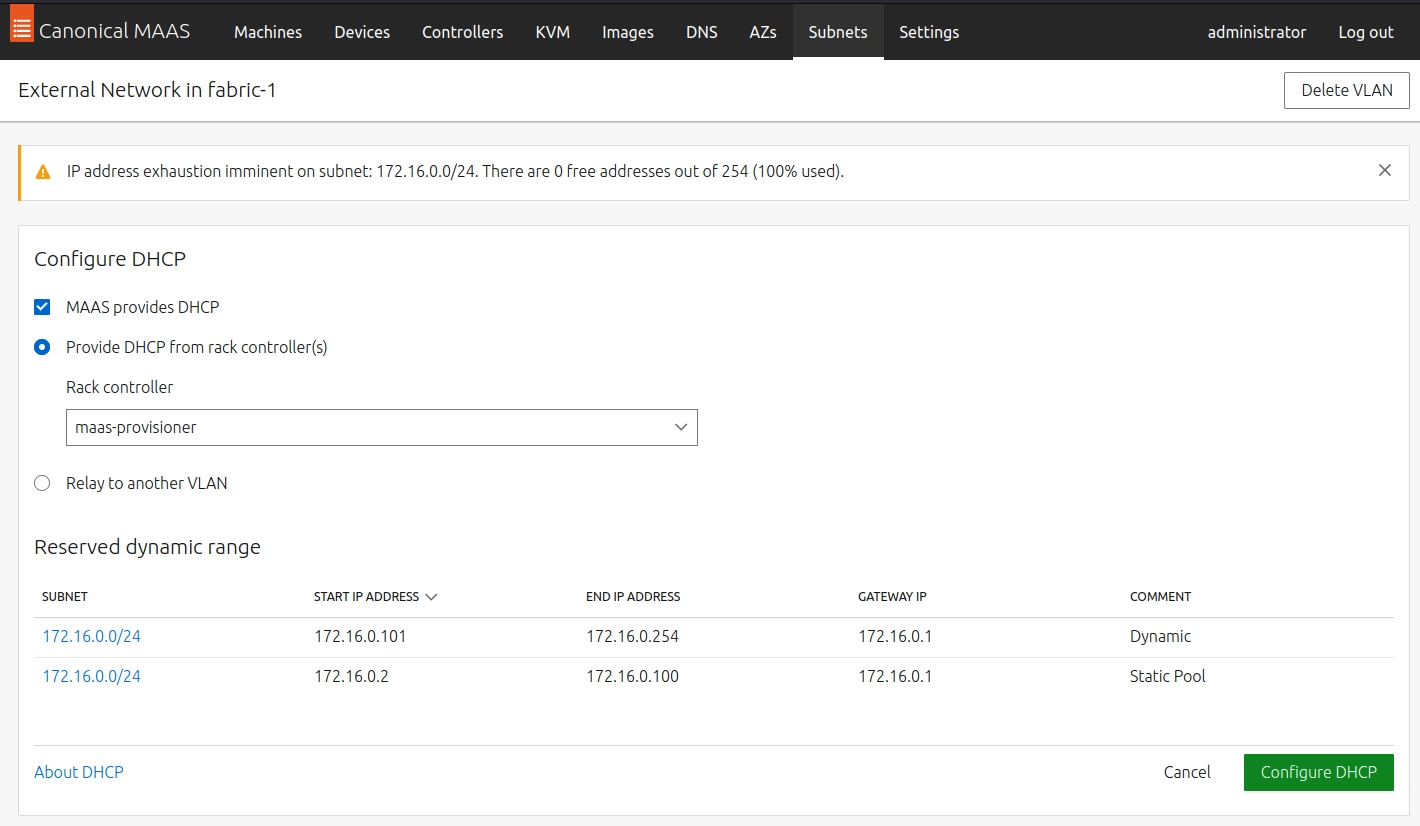 Canonical MAAS Machines Devices Controllers KVM Images DNS AZs Subnets Settings administrator Log out
External Network in fabric-1 Delete VLAN
IP address exhaustion imminent on subnet: 172.16.0.0/24. There are 0 free addresses out of 254 (100% used).
Configure DHCP
MAAS provides DHCP
Provide DHCP from rack controller(s)
Rack controller
maas-provisioner
Relay to another VLAN
Reserved dynamic range
SUBNET START IP ADDRESS END IP ADDRESS GATEWAY IP COMMENT
172.16.0.0/24 172.16.0.101 172.16.0.254 172.16.0.1 Dynamic
172.16.0.0/24 172.16.0.2 172.16.0.100 172.16.0.1 Static Pool
About DHCP Cancel Configure DHCP